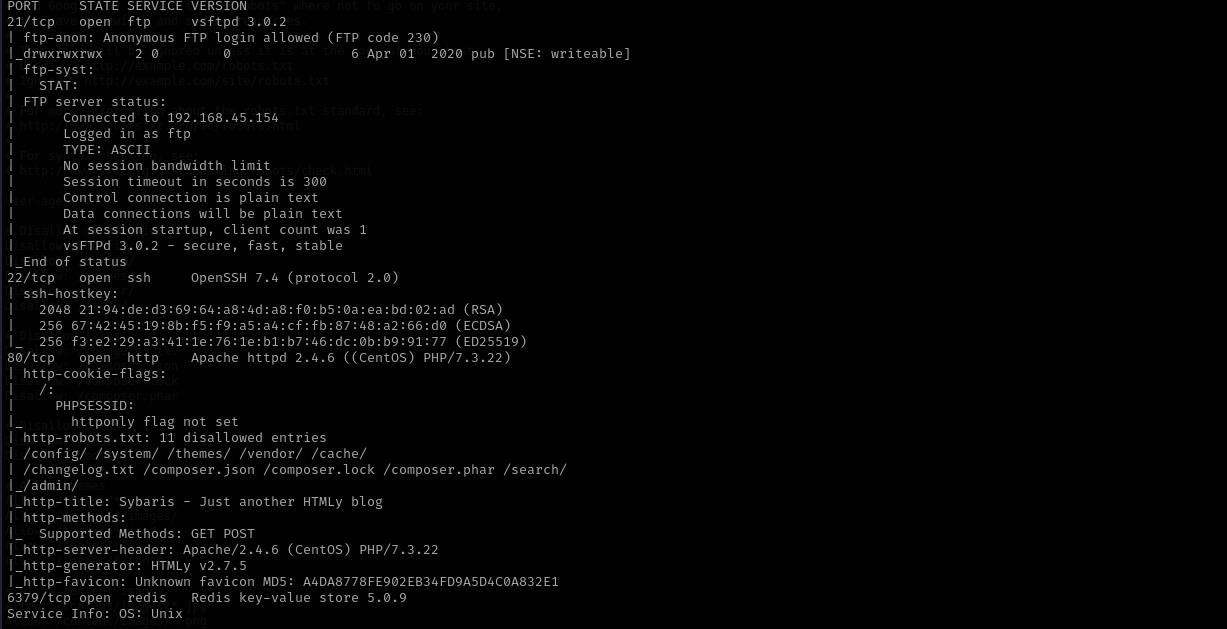 PORT     STATE SERVICE VERSION
21/tcp   open  ftp     vsftpd 3.0.2
| ftp-anon: Anonymous FTP login allowed (FTP code 230)
|_drwxrwxrwx    2 0        0               6 Apr 01  2020 pub [NSE: writeable]
| ftp-syst:
|   STAT:
| FTP server status:
|      Connected to 192.168.45.154
|      Logged in as ftp
|      TYPE: ASCII
|      No session bandwidth limit
|      Session timeout in seconds is 300
|      Control connection is plain text
|      Data connections will be plain text
|      At session startup, client count was 1
|      vsFTPd 3.0.2 - secure, fast, stable
|_End of status
22/tcp   open  ssh     OpenSSH 7.4 (protocol 2.0)
| ssh-hostkey:
|   2048 21:94:de:d3:69:64:a8:4d:a8:f0:b5:0a:ea:bd:02:ad (RSA)
|   256 67:42:45:19:8b:f5:f9:a5:a4:cf:fb:87:48:a2:66:d0 (ECDSA)
|_  256 f3:e2:29:a3:41:1e:76:1e:b1:b7:46:dc:0b:b9:91:77 (ED25519)
80/tcp   open  http    Apache httpd 2.4.6 ((CentOS) PHP/7.3.22)
| http-cookie-flags:
|   /:
|     PHPSESSID:
|_      httponly flag not set
| http-robots.txt: 11 disallowed entries
| /config/ /system/ /themes/ /vendor/ /cache/
| /changelog.txt /composer.json /composer.lock /composer.phar /search/
|_/admin/
|_http-title: Sybaris - Just another HTMLy blog
| http-methods:
|_  Supported Methods: GET POST
|_http-server-header: Apache/2.4.6 (CentOS) PHP/7.3.22
|_http-generator: HTMLy v2.7.5
|_http-favicon: Unknown favicon MD5: A4DA8778FE902EB34FD9A5D4C0A832E1
6379/tcp open  redis   Redis key-value store 5.0.9
Service Info: OS: Unix